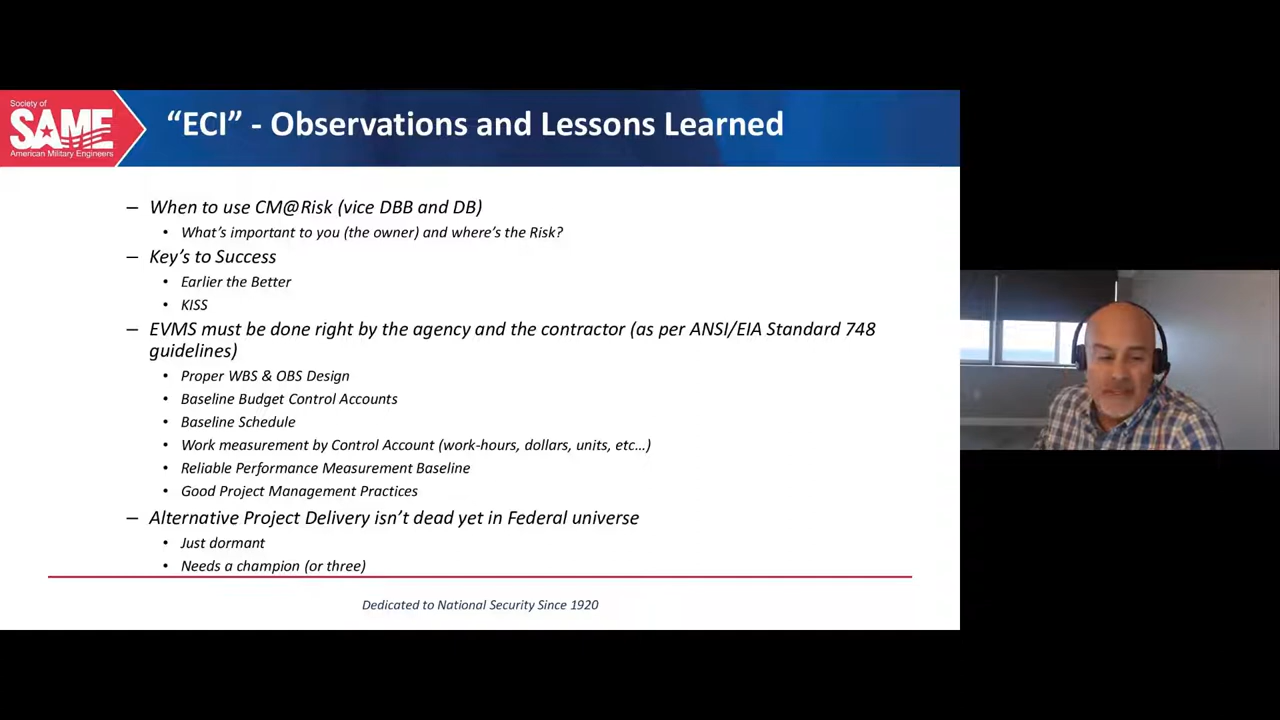 Society of
SAME
American Military Engineers
“ECI” - Observations and Lessons Learned
– When to use CM@Risk (vice DBB and DB)
• What’s important to you (the owner) and where’s the Risk?
– Key’s to Success
• Earlier the Better
• KISS
– EVMS must be done right by the agency and the contractor (as per ANSI/EIA Standard 748
guidelines)
• Proper WBS & OBS Design
• Baseline Budget Control Accounts
• Baseline Schedule
• Work measurement by Control Account (work-hours, dollars, units, etc…)
• Reliable Performance Measurement Baseline
• Good Project Management Practices
– Alternative Project Delivery isn’t dead yet in Federal universe
• Just dormant
• Needs a champion (or three)
Dedicated to National Security Since 1920